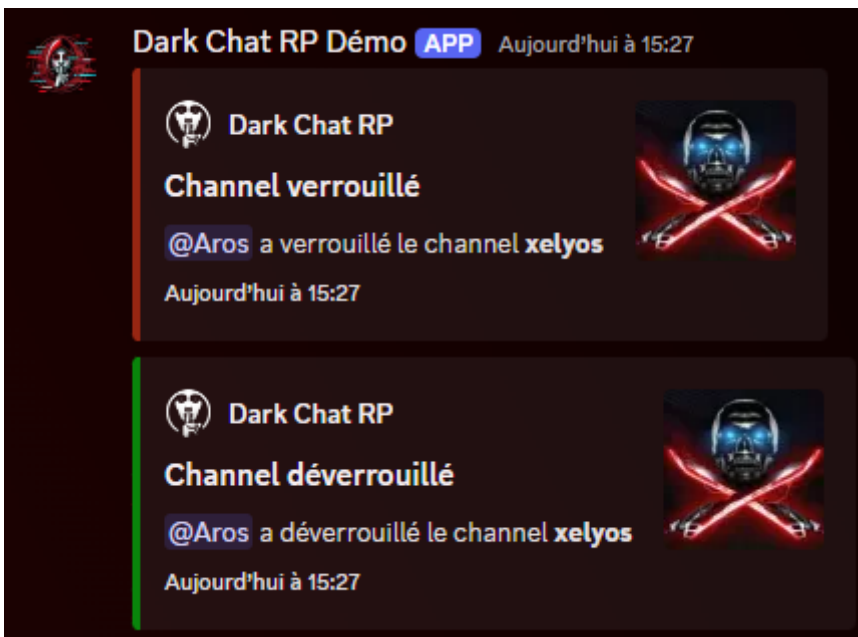 Dark Chat RP Démo APP Aujourd'hui à 15:27
Dark Chat RP
Channel verrouillé
@Aros a verrouillé le channel xelyos
Aujourd'hui à 15:27
Dark Chat RP
Channel déverrouillé
@Aros a déverrouillé le channel xelyos
Aujourd'hui à 15:27